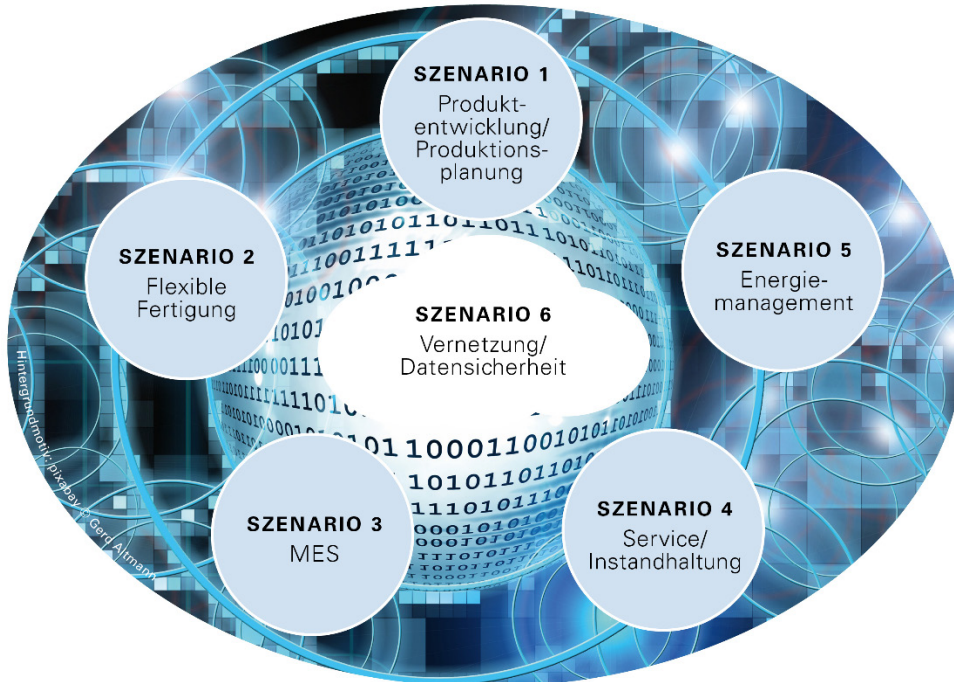 SZENARIO 1
Produkt-
entwicklung/
Produktions-
planung
SZENARIO 2
Flexible
Fertigung
SZENARIO 5
Energie-
management
SZENARIO 6
Vernetzung/
Datensicherheit
SZENARIO 3
MES
SZENARIO 4
Service/
Instandhaltung
Hintergrundmotiv: pixabay © Gerd Altmann